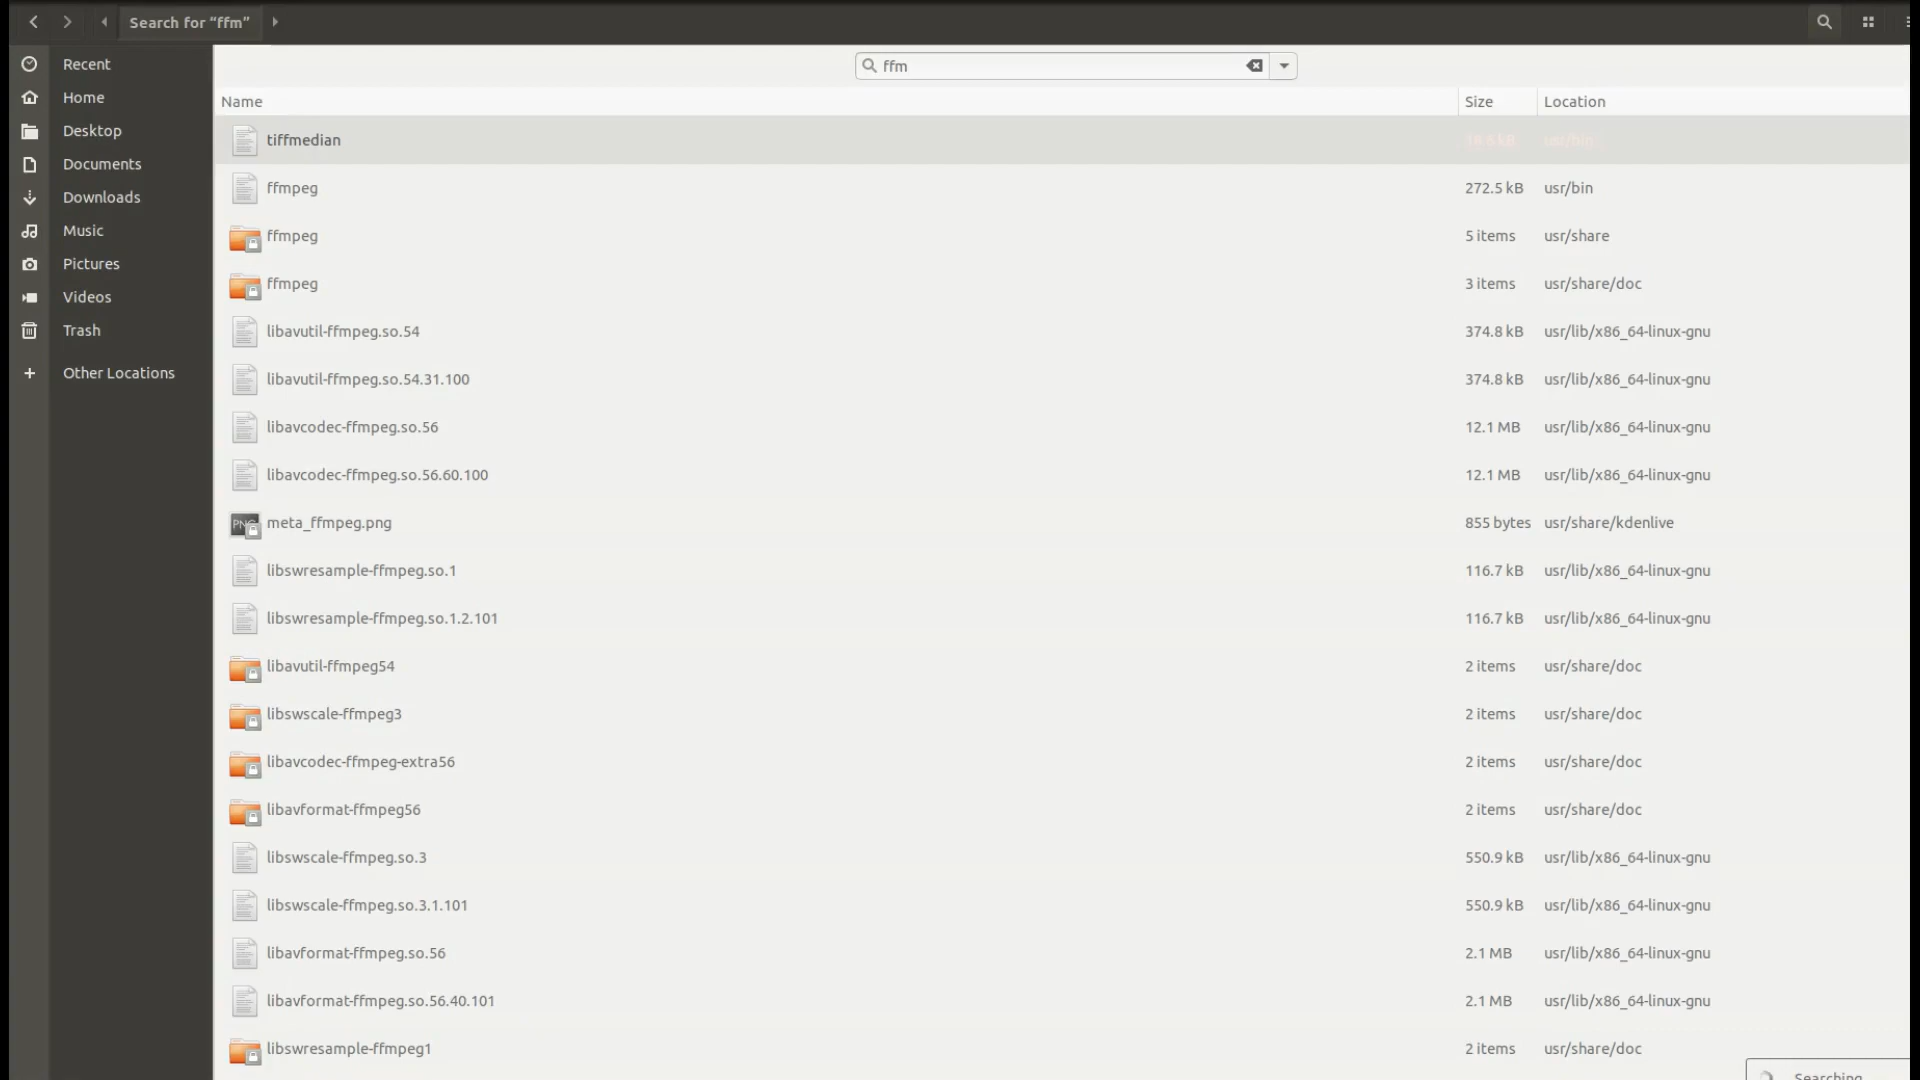 Search for “ffm”
Recent
Home
Desktop
Documents
Downloads
Music
Pictures
Videos
Trash
Other Locations
ffm
Name Size Location
tiffmedian usr/bin
ffmpeg 272.5 kB usr/bin
ffmpeg 5 items usr/share
ffmpeg 3 items usr/share/doc
libavutil-ffmpeg.so.54 374.8 kB usr/lib/x86_64-linux-gnu
libavutil-ffmpeg.so.54.31.100 374.8 kB usr/lib/x86_64-linux-gnu
libavcodec-ffmpeg.so.56 12.1 MB usr/lib/x86_64-linux-gnu
libavcodec-ffmpeg.so.56.60.100 12.1 MB usr/lib/x86_64-linux-gnu
meta_ffmpeg.png 855 bytes usr/share/kdenlive
libswresample-ffmpeg.so.1 116.7 kB usr/lib/x86_64-linux-gnu
libswresample-ffmpeg.so.1.2.101 116.7 kB usr/lib/x86_64-linux-gnu
libavutil-ffmpeg54 2 items usr/share/doc
libswscale-ffmpeg3 2 items usr/share/doc
libavcodec-ffmpeg-extra56 2 items usr/share/doc
libavformat-ffmpeg56 2 items usr/share/doc
libswscale-ffmpeg.so.3 550.9 kB usr/lib/x86_64-linux-gnu
libswscale-ffmpeg.so.3.1.101 550.9 kB usr/lib/x86_64-linux-gnu
libavformat-ffmpeg.so.56 2.1 MB usr/lib/x86_64-linux-gnu
libavformat-ffmpeg.so.56.40.101 2.1 MB usr/lib/x86_64-linux-gnu
libswresample-ffmpeg1 2 items usr/share/doc
Searching